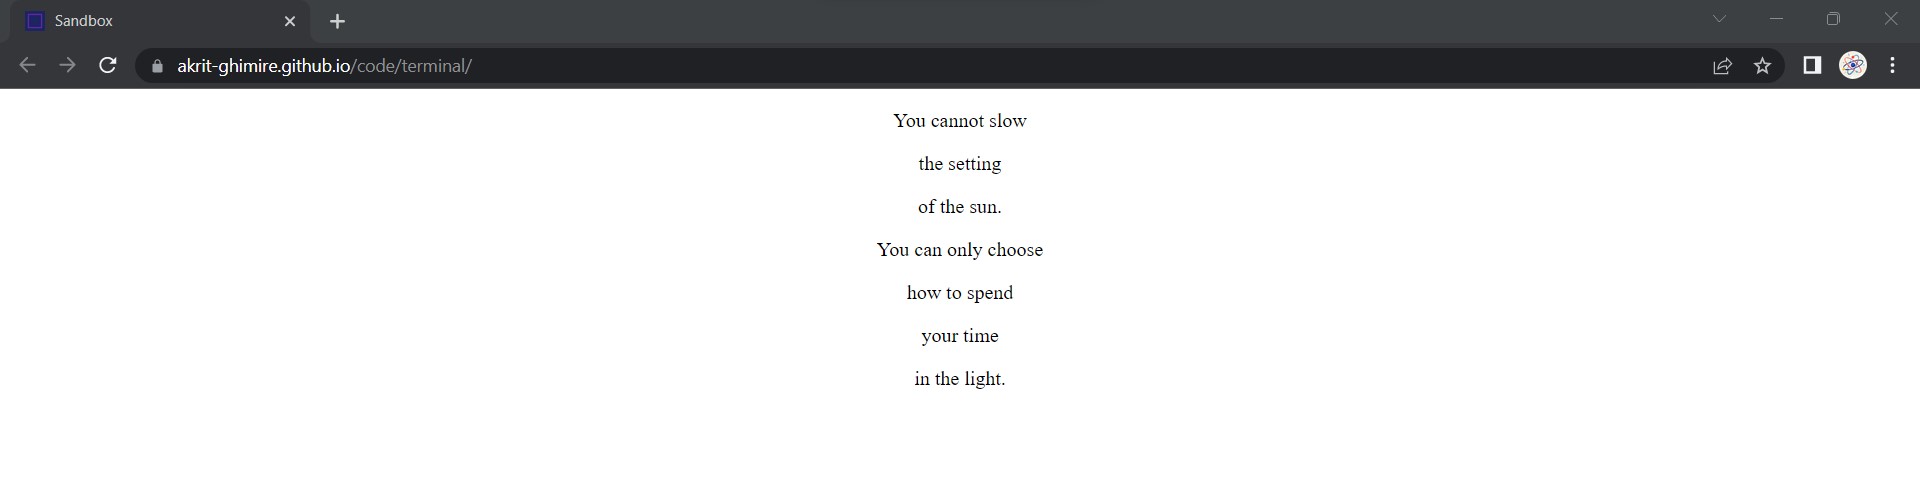 Sandbox
akrit-ghimire.github.io/code/terminal/
You cannot slow
the setting
of the sun.
You can only choose
how to spend
your time
in the light.